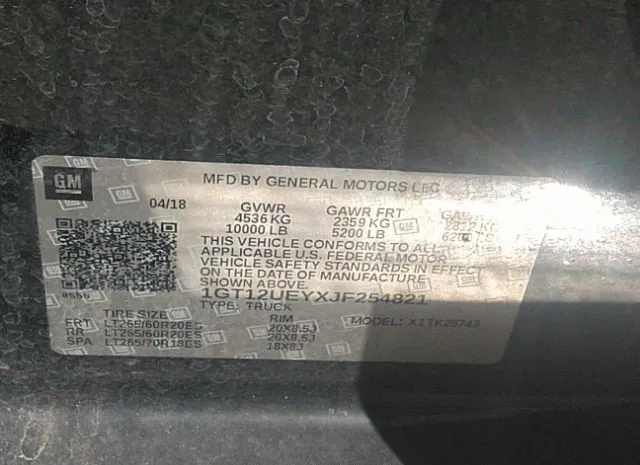 GM
MFD BY GENERAL MOTORS LLC
04/18
GVWR GAWR FRT GAWR
4536 KG 2359 KG
10000 LB 5200 LB
THIS VEHICLE CONFORMS TO ALL
APPLICABLE U.S. FEDERAL MOTOR
VEHICLE SAFETY STANDARDS IN EFFECT
ON THE DATE OF MANUFACTURE
SHOWN ABOVE.
1GT12UEYXJF254821
TYPE: TRUCK
TIRE SIZE RIM MODEL: X1TK25743
FRT LT265/60R20ES 20X8.5J
RR LT265/60R20ES 20X8.5J
SPA LT265/70R18ES 18X8J